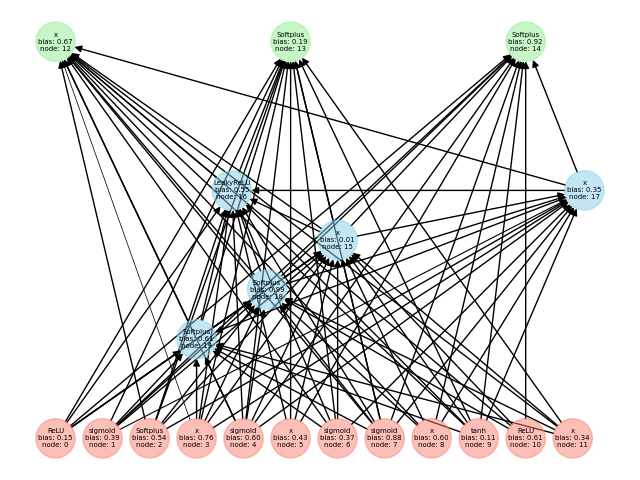 x
bias: 0.67
node: 12
Softplus
bias: 0.19
node: 13
Softplus
bias: 0.92
node: 14
LeakyReLU
bias: 0.55
node: 16
x
bias: 0.35
node: 17
x
bias: 0.01
node: 15
Softplus
bias: 0.99
node: 18
Softplus
bias: 0.61
node: 19
ReLU
bias: 0.15
node: 0
sigmoid
bias: 0.39
node: 1
Softplus
bias: 0.54
node: 2
x
bias: 0.76
node: 3
sigmoid
bias: 0.60
node: 4
x
bias: 0.43
node: 5
sigmoid
bias: 0.37
node: 6
sigmoid
bias: 0.88
node: 7
x
bias: 0.60
node: 8
tanh
bias: 0.11
node: 9
ReLU
bias: 0.61
node: 10
x
bias: 0.34
node: 11